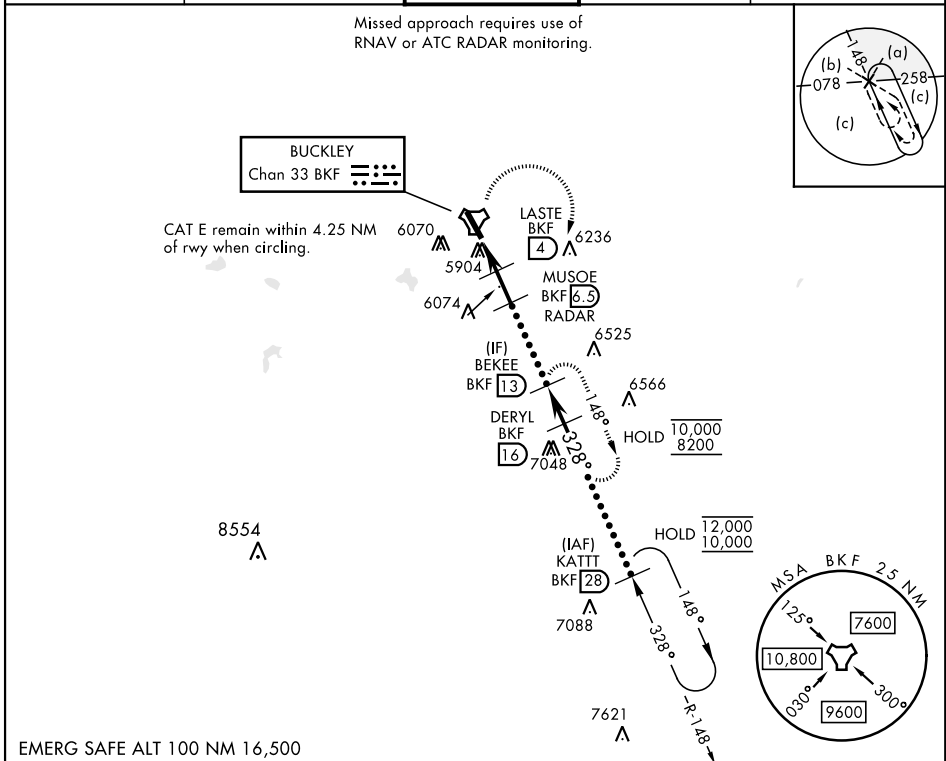 Missed approach requires use of
RNAV or ATC RADAR monitoring.
148
(a)
(b)
078
258
(c)
(c)
BUCKLEY
Chan 33 BKF
CAT E remain within 4.25 NM
of rwy when circling.
6070
5904
LASTE
BKF
4
6236
MUSOE
BKF 6.5
RADAR
6074
6525
(IF)
BEKEE
BKF 13
6566
148°
DERYL
BKF
16
7048
328°
HOLD 10,000
8200
8554
HOLD 12,000
10,000
(IAF)
KATTT
BKF 28
7088
148°
328°
R-148
7621
MSA BKF 25 NM
125°
7600
10,800
030°
300°
9600
EMERG SAFE ALT 100 NM 16,500